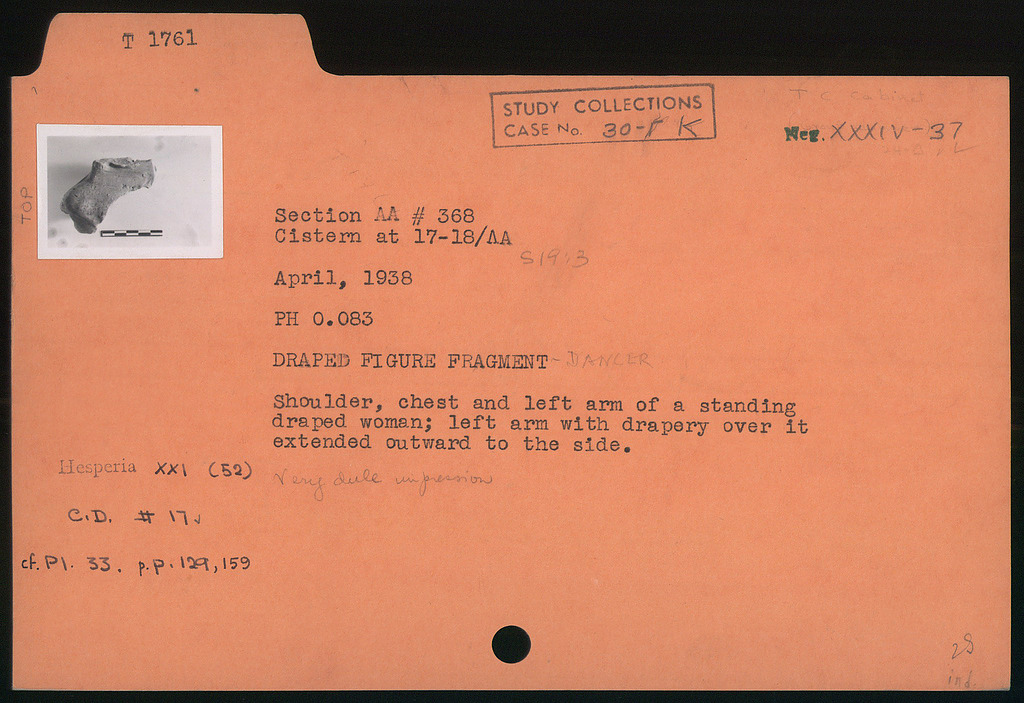 T 1761
STUDY COLLECTIONS
CASE No. 30- K
T C cabinet
Neg. XXXIV-37
TOP
Section AA # 368
Cistern at 17-18/AA
S19:3
April, 1938
PH 0.083
DRAPED FIGURE FRAGMENT - DANCER
Shoulder, chest and left arm of a standing
draped woman; left arm with drapery over it
extended outward to the side.
Very dull impression
Hesperia XXI (52)
C.D. # 17
cf. Pl. 33. p.p. 129, 159
ind.